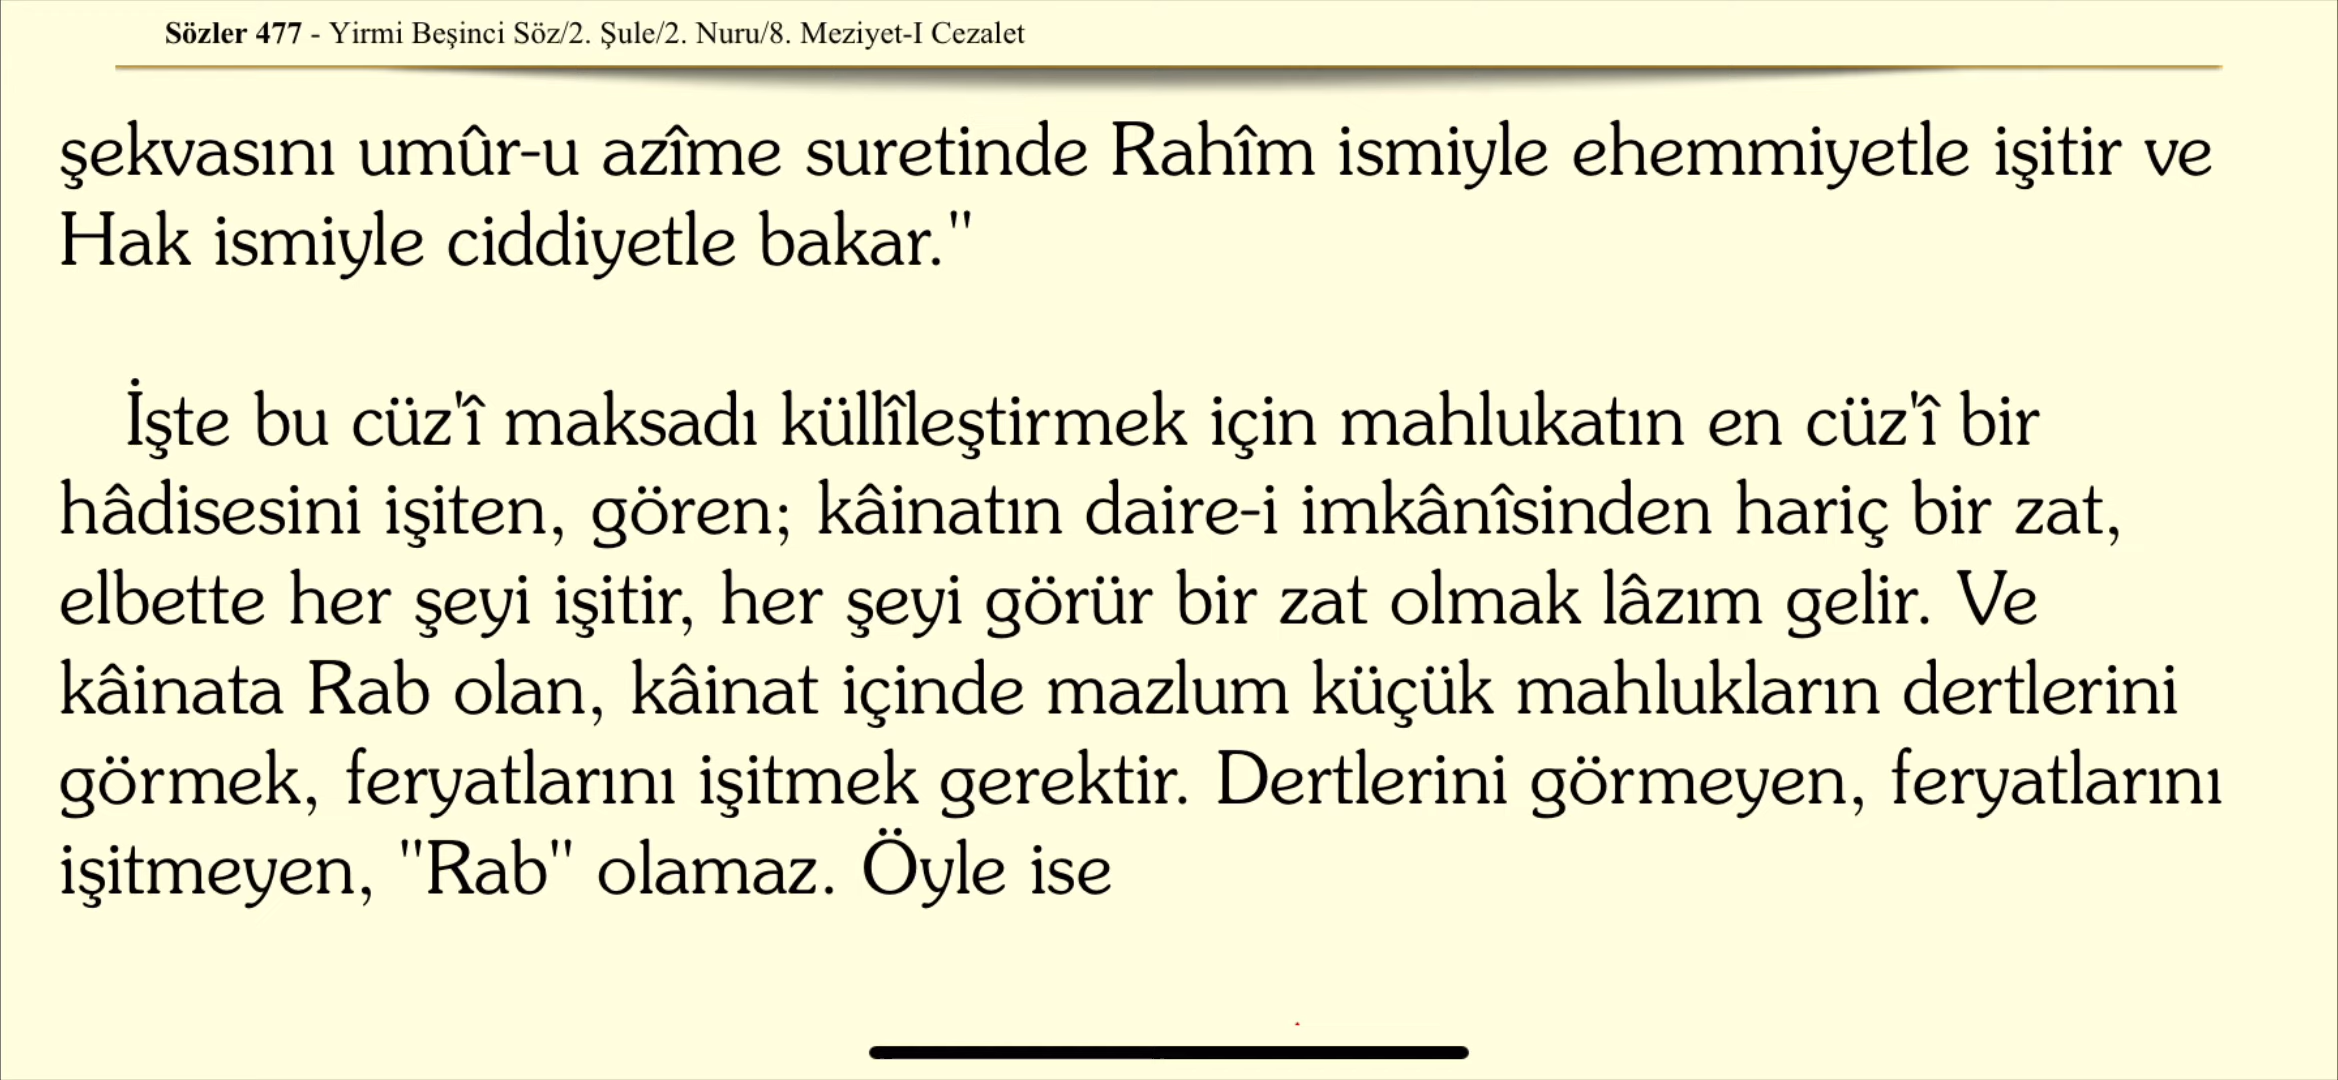 Sözler 477 - Yirmi Beşinci Söz/2. Şule/2. Nuru/8. Meziyet-I Cezalet
şekvasını umûr-u azîme suretinde Rahîm ismiyle ehemmiyetle işitir ve
Hak ismiyle ciddiyetle bakar."
İşte bu cüz'î maksadı küllîleştirmek için mahlukatın en cüz'î bir
hâdisesini işiten, gören; kâinatın daire-i imkânîsinden hariç bir zat,
elbette her şeyi işitir, her şeyi görür bir zat olmak lâzım gelir. Ve
kâinata Rab olan, kâinat içinde mazlum küçük mahlukların dertlerini
görmek, feryatlarını işitmek gerektir. Dertlerini görmeyen, feryatlarını
işitmeyen, "Rab" olamaz. Öyle ise